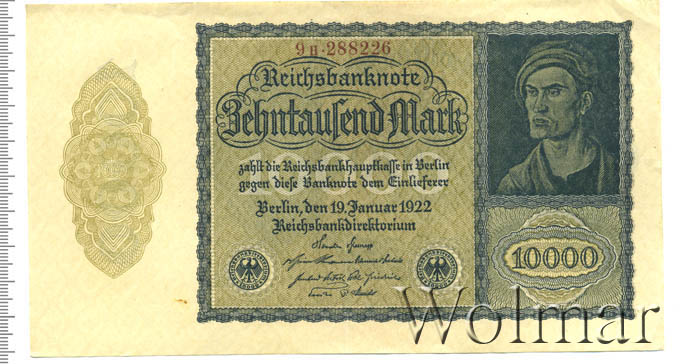 9H·288226
Reichsbanknote
Zehntausend Mark
zahlt die Reichsbankhauptkasse in Berlin
gegen diese Banknote dem Einlieferer
Berlin, den 19. Januar 1922
Reichsbankdirektorium
10000
Wolmar